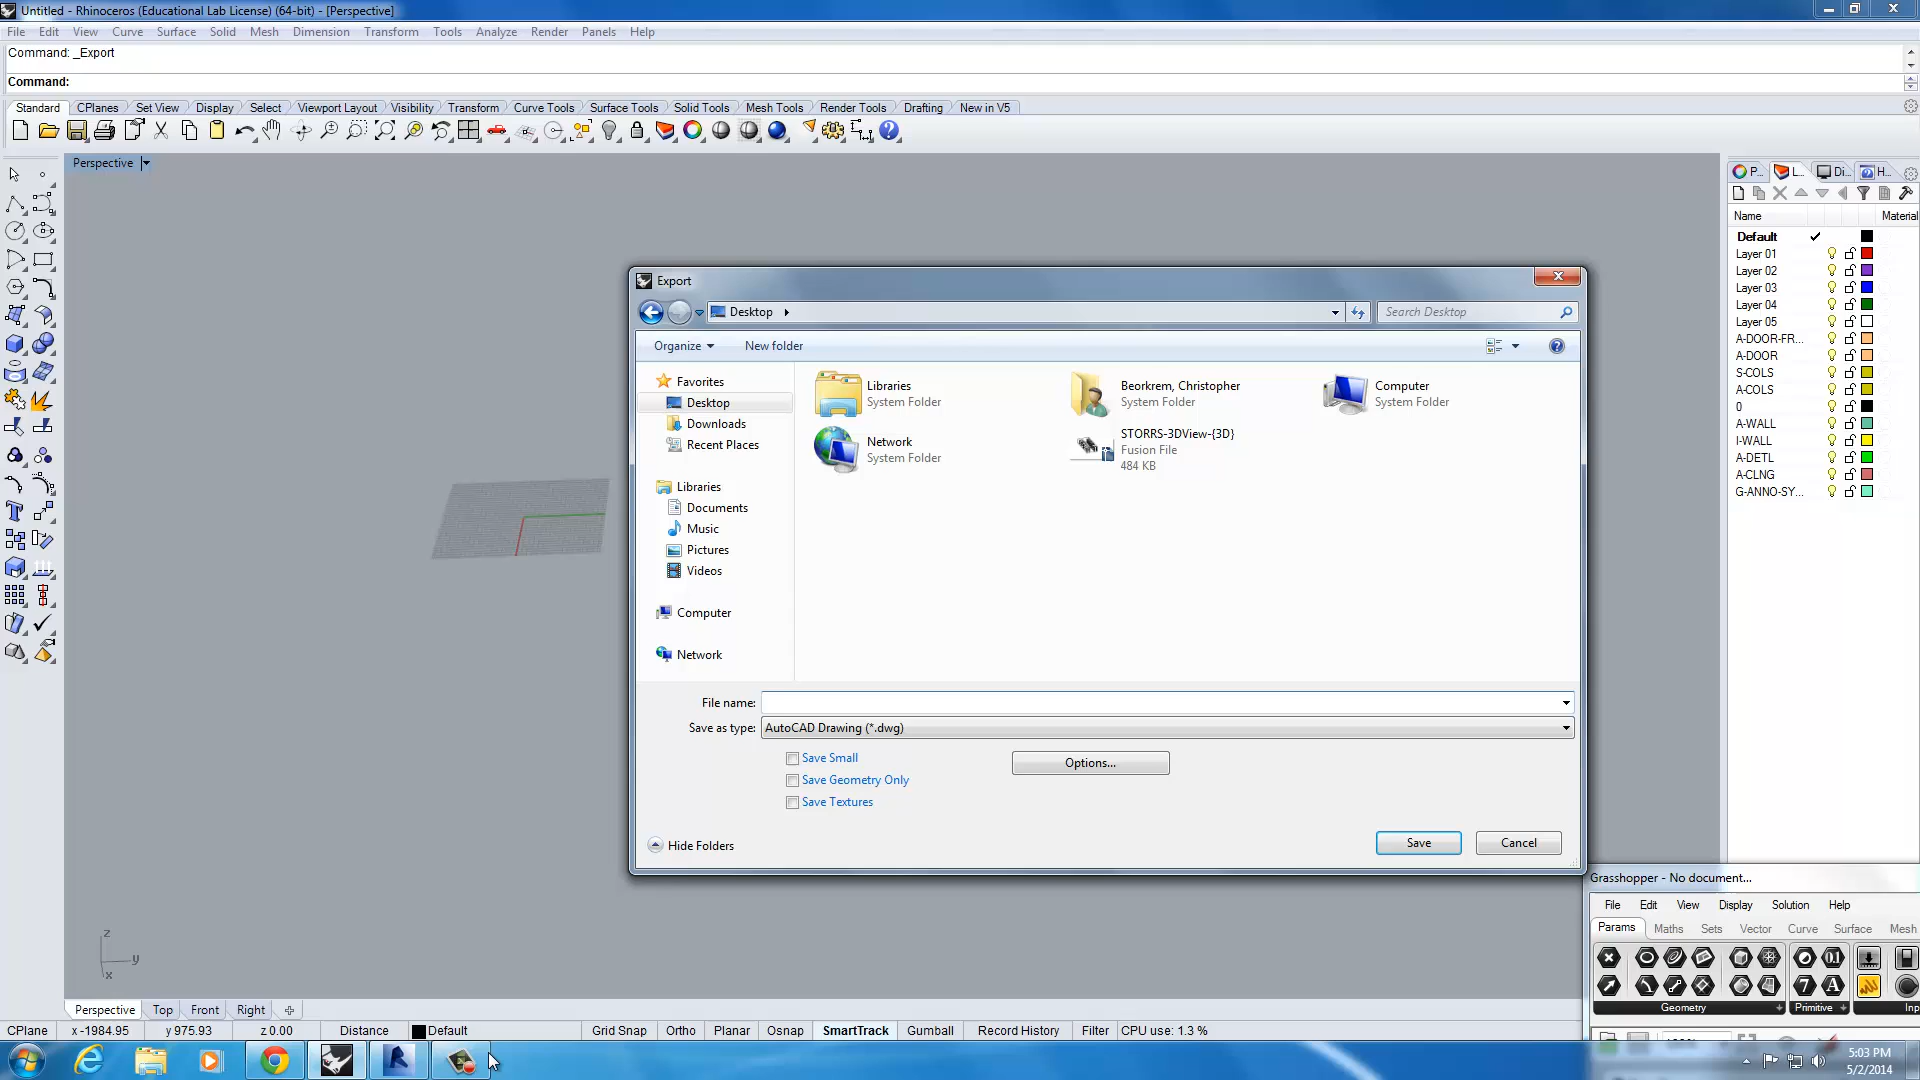 Untitled - Rhinoceros (Educational Lab License) (64-bit) - [Perspective]
File Edit View Curve Surface Solid Mesh Dimension Transform Tools Analyze Render Panels Help
Command: _Export
Command:
Standard CPlanes Set View Display Select Viewport Layout Visibility Transform Curve Tools Surface Tools Solid Tools Mesh Tools Render Tools Drafting New in V5
Perspective
P... L... Di... H...
Name Material
Default
Layer 01
Layer 02
Layer 03
Layer 04
Layer 05
A-DOOR-FR...
A-DOOR
S-COLS
A-COLS
0
A-WALL
I-WALL
A-DETL
A-CLNG
G-ANNO-SY...
Export
Desktop
Search Desktop
Organize New folder
Favorites
Desktop
Downloads
Recent Places
Libraries
Documents
Music
Pictures
Videos
Computer
Network
Libraries
System Folder
Beorkrem, Christopher
System Folder
Computer
System Folder
Network
System Folder
STORRS-3DView-{3D}
Fusion File
484 KB
File name:
Save as type: AutoCAD Drawing (*.dwg)
Save Small
Save Geometry Only
Save Textures
Options...
Hide Folders
Save Cancel
Grasshopper - No document...
File Edit View Display Solution Help
Params Maths Sets Vector Curve Surface Mesh
Geometry Primitive Inp
z
y
x
Perspective Top Front Right
CPlane x -1984.95 y 975.93 z 0.00 Distance Default Grid Snap Ortho Planar Osnap SmartTrack Gumball Record History Filter CPU use: 1.3 %
5:03 PM
5/2/2014